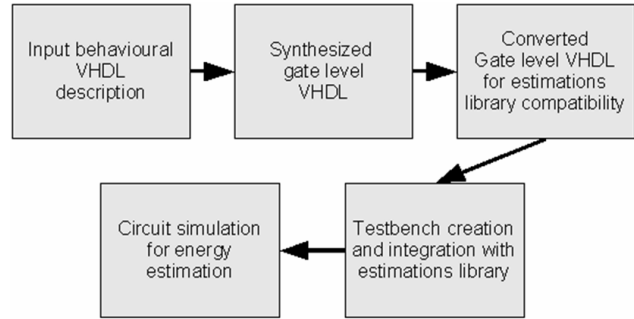 Input behavioural
VHDL
description
Synthesized
gate level
VHDL
Converted
Gate level VHDL
for estimations
library compatibility
Testbench creation
and integration with
estimations library
Circuit simulation
for energy
estimation